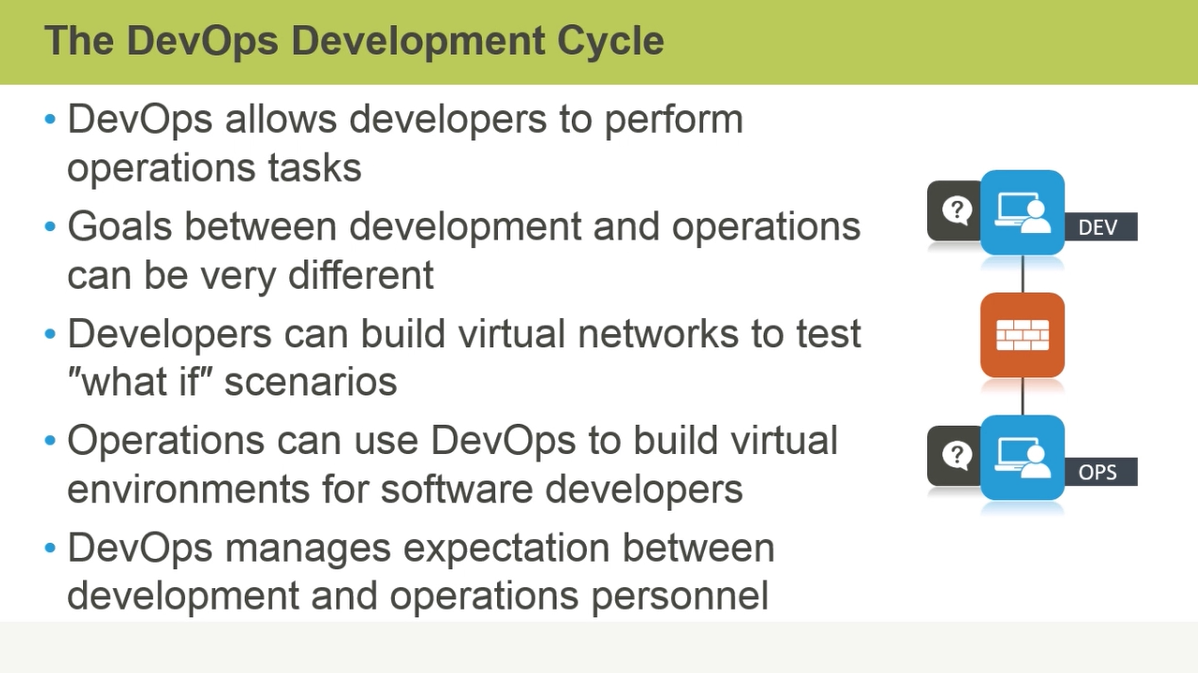 The DevOps Development Cycle
• DevOps allows developers to perform
operations tasks
• Goals between development and operations
can be very different
• Developers can build virtual networks to test
"what if" scenarios
• Operations can use DevOps to build virtual
environments for software developers
• DevOps manages expectation between
development and operations personnel
?
DEV
?
OPS